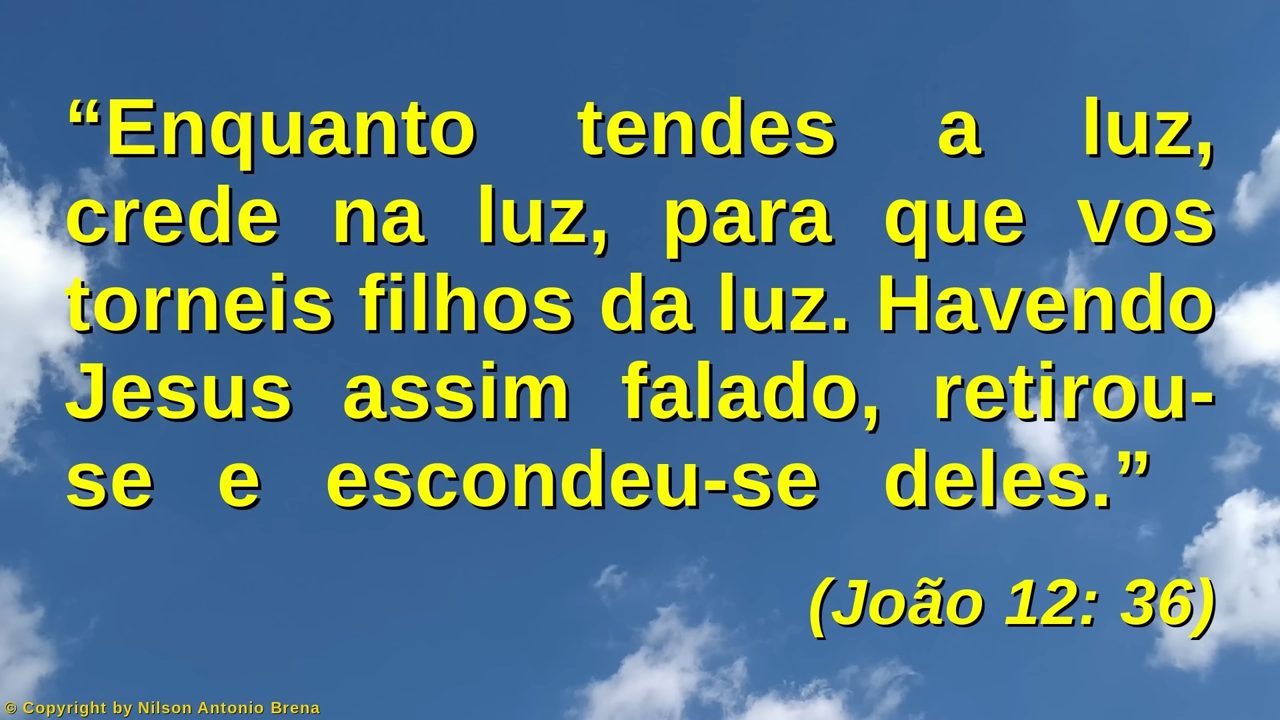 “Enquanto tendes a luz,
crede na luz, para que vos
torneis filhos da luz. Havendo
Jesus assim falado, retirou-
se e escondeu-se deles.”
(João 12: 36)
© Copyright by Nilson Antonio Brena